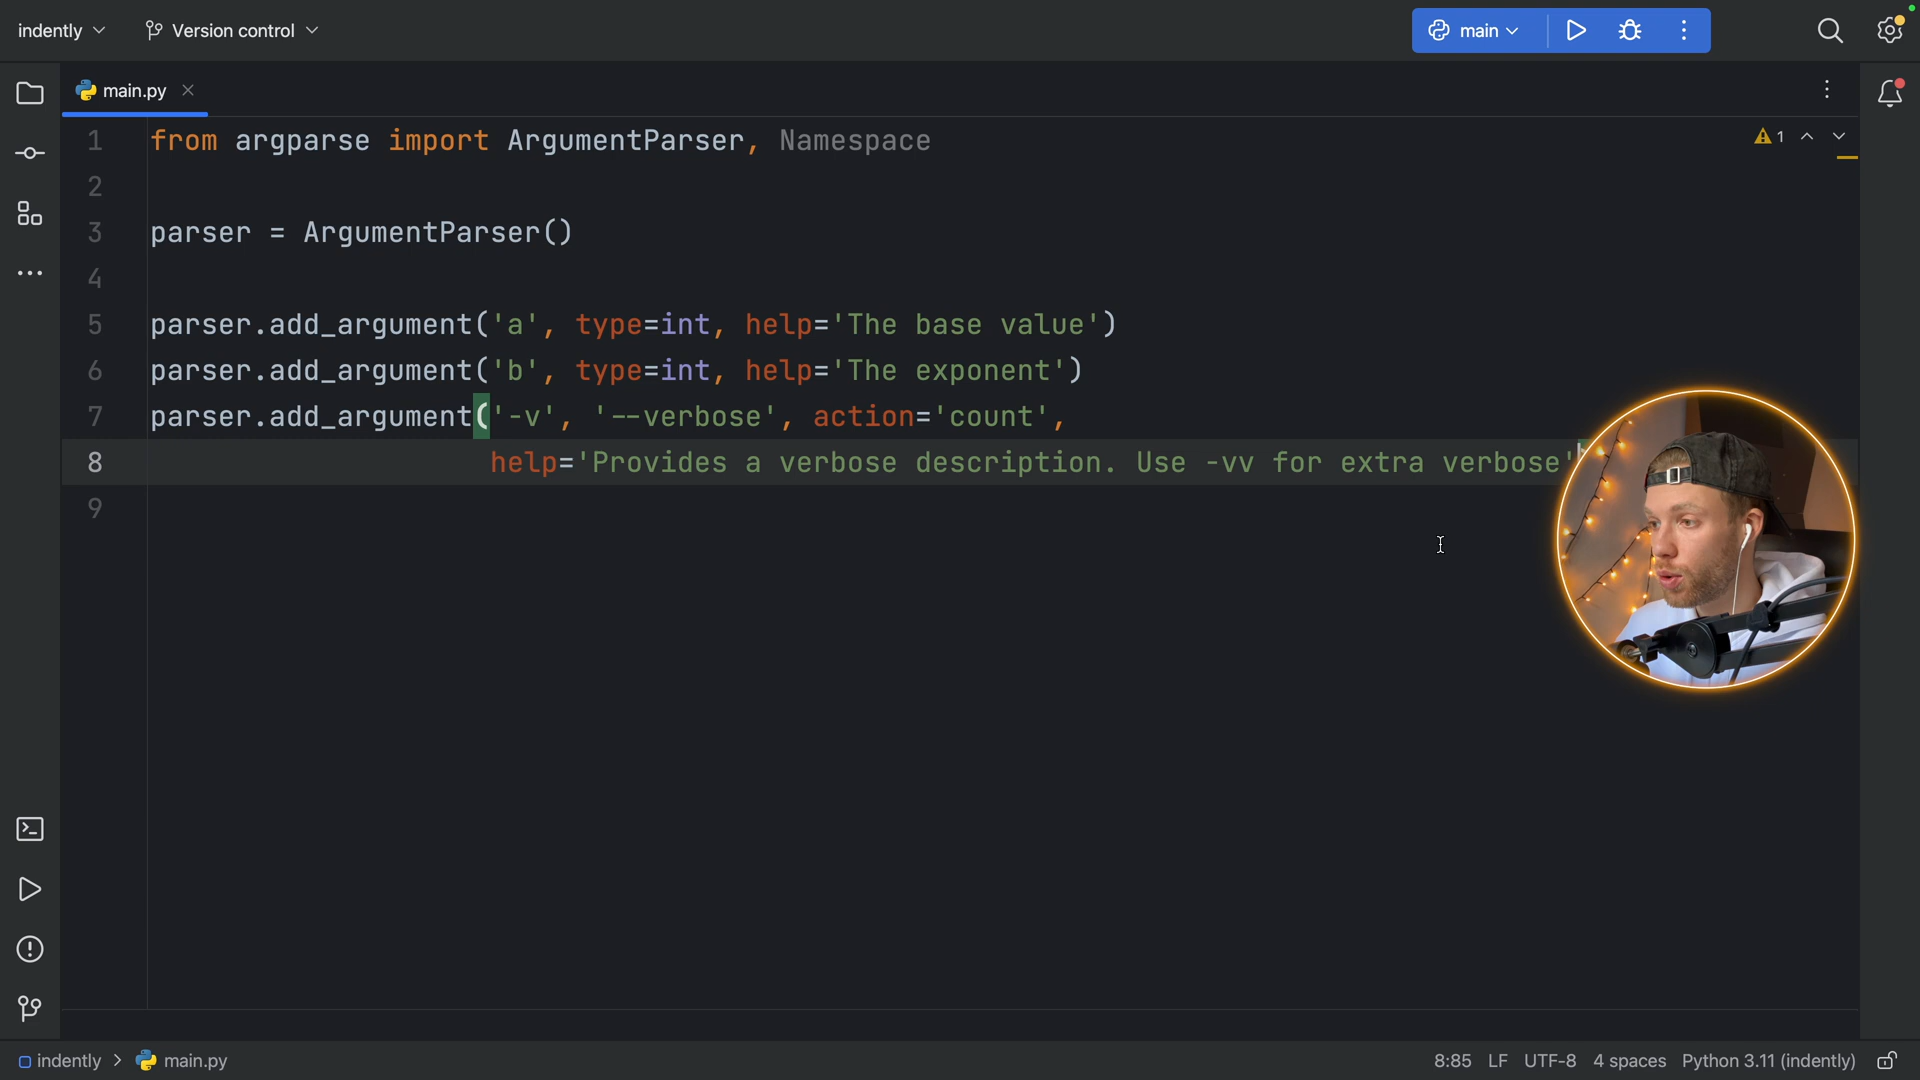 indently
Version control
main
main.py
1 from argparse import ArgumentParser, Namespace
1
2
3 parser = ArgumentParser()
4
5 parser.add_argument('a', type=int, help='The base value')
6 parser.add_argument('b', type=int, help='The exponent')
7 parser.add_argument('-v', '--verbose', action='count',
8 help='Provides a verbose description. Use -vv for extra verbose'
9
indently > main.py
8:85 LF UTF-8 4 spaces Python 3.11 (indently)